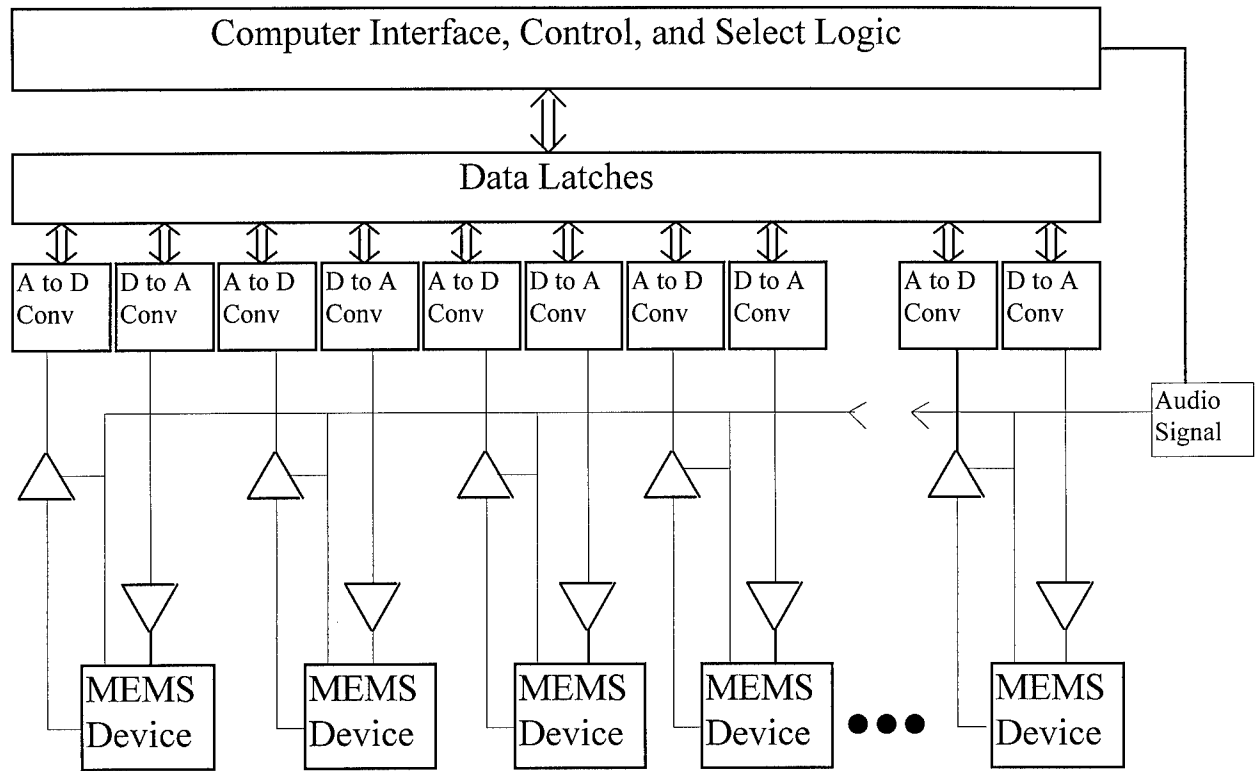 Computer Interface, Control, and Select Logic
Data Latches
A to D
Conv
D to A
Conv
A to D
Conv
D to A
Conv
A to D
Conv
D to A
Conv
A to D
Conv
D to A
Conv
A to D
Conv
D to A
Conv
Audio
Signal
MEMS
Device
MEMS
Device
MEMS
Device
MEMS
Device
MEMS
Device